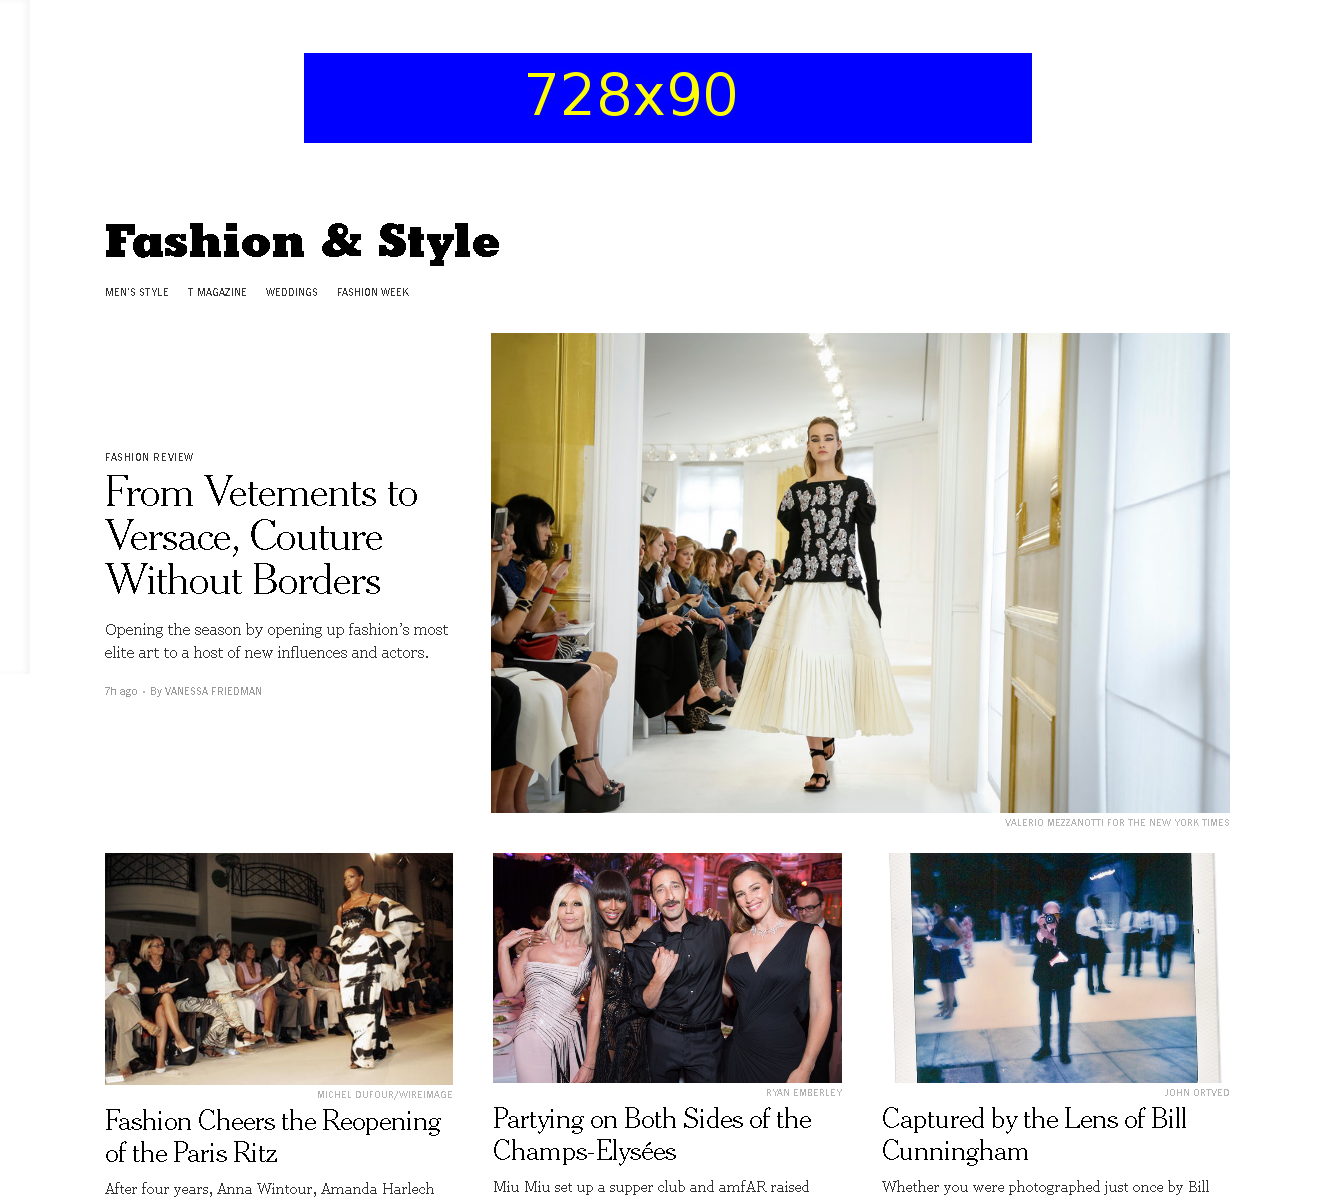 728x90
Fashion & Style
MEN'S STYLE T MAGAZINE WEDDINGS FASHION WEEK
FASHION REVIEW
From Vetements to
Versace, Couture
Without Borders
Opening the season by opening up fashion’s most
elite art to a host of new influences and actors.
7h ago - By VANESSA FRIEDMAN
VALERIO MEZZANOTTI FOR THE NEW YORK TIMES
MICHEL DUFOUR/WIREIMAGE
Fashion Cheers the Reopening
of the Paris Ritz
After four years, Anna Wintour, Amanda Harlech
RYAN EMBERLEY
Partying on Both Sides of the
Champs-Elysées
Miu Miu set up a supper club and amfAR raised
JOHN ORTVED
Captured by the Lens of Bill
Cunningham
Whether you were photographed just once by Bill